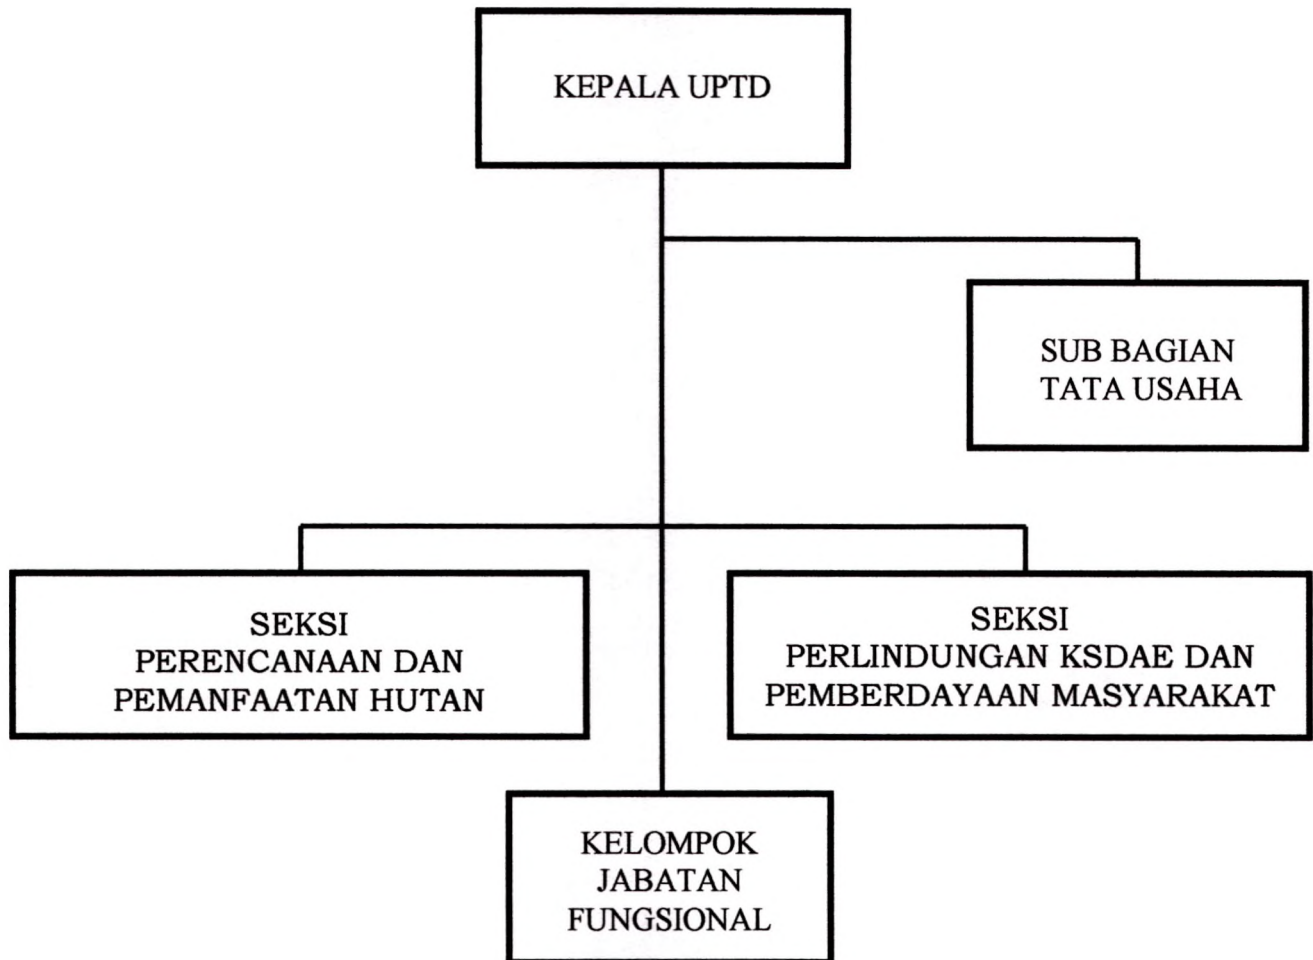 KEPALA UPTD
SUB BAGIAN
TATA USAHA
SEKSI
PERENCANAAN DAN
PEMANFAATAN HUTAN
SEKSI
PERLINDUNGAN KSDAE DAN
PEMBERDAYAAN MASYARAKAT
KELOMPOK
JABATAN
FUNGSIONAL